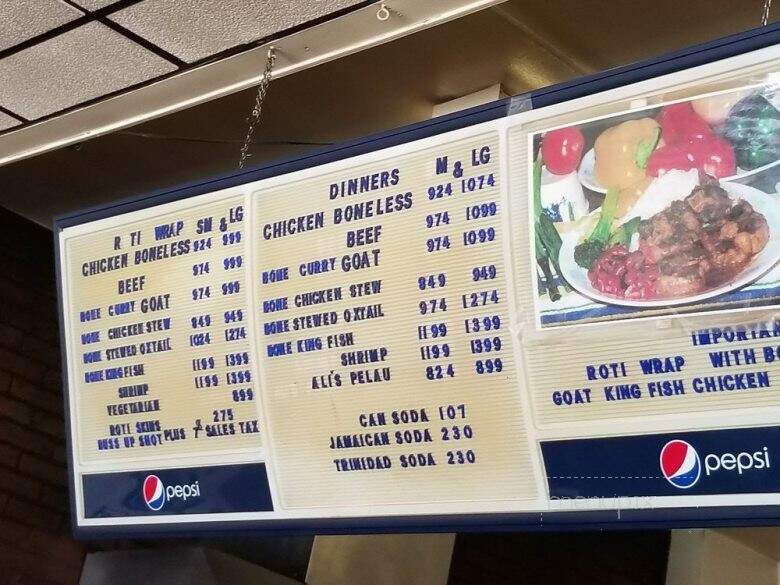 R TI WRAP SM & LG
CHICKEN BONELESS 924 999
BEEF 974 999
BONE CURRY GOAT 974 999
BONE CHICKEN STEW 849 949
BONE STEWED OXTAIL 1024 1274
BONE KING FISH 1199 1399
SHRIMP 1199 1399
VEGETARIAN 899
ROTI SKINS 275
BUSS UP SHOT PLUS 7% SALES TAX
pepsi
DINNERS M & LG
CHICKEN BONELESS 924 1074
BEEF 974 1099
BONE CURRY GOAT 974 1099
BONE CHICKEN STEW 849 949
BONE STEWED OXTAIL 974 1274
BONE KING FISH 1199 1399
SHRIMP 1199 1399
ALI'S PELAU 824 899
CAN SODA 107
JAMAICAN SODA 230
TRINIDAD SODA 230
IMPORTA
ROTI WRAP WITH BO
GOAT KING FISH CHICKEN
pepsi